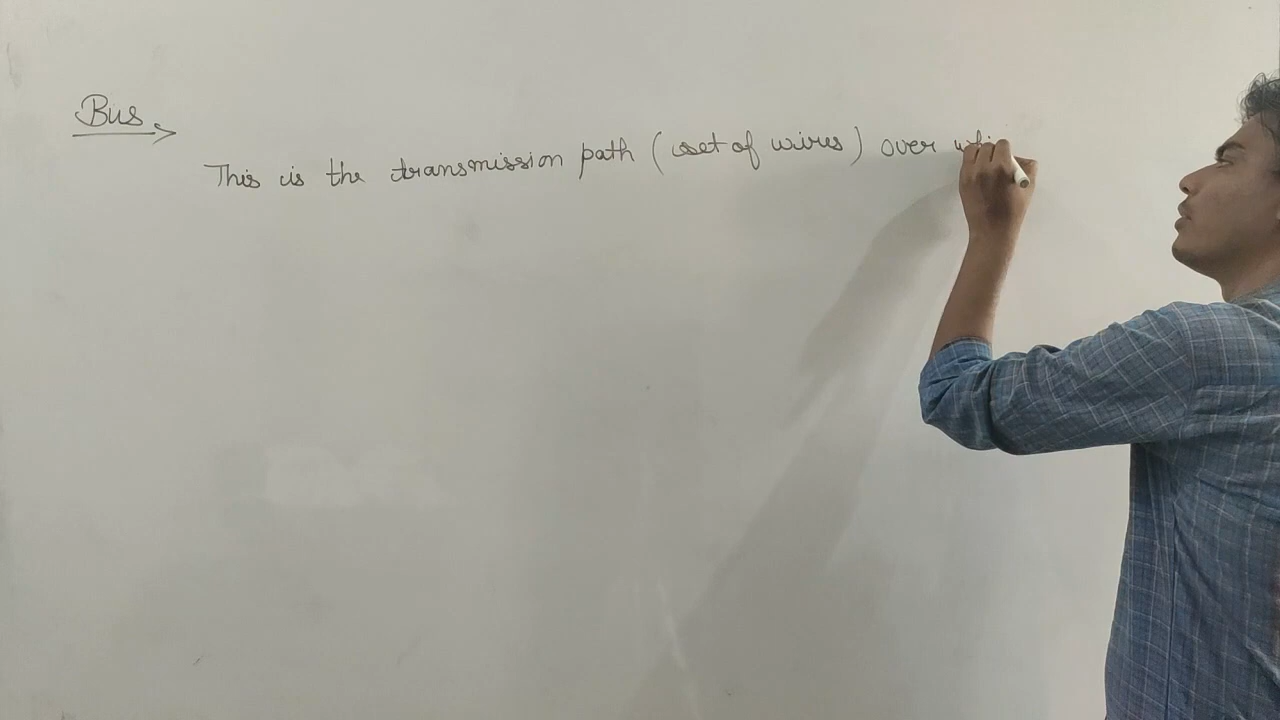 Bus
This is the transmission path (set of wires) over